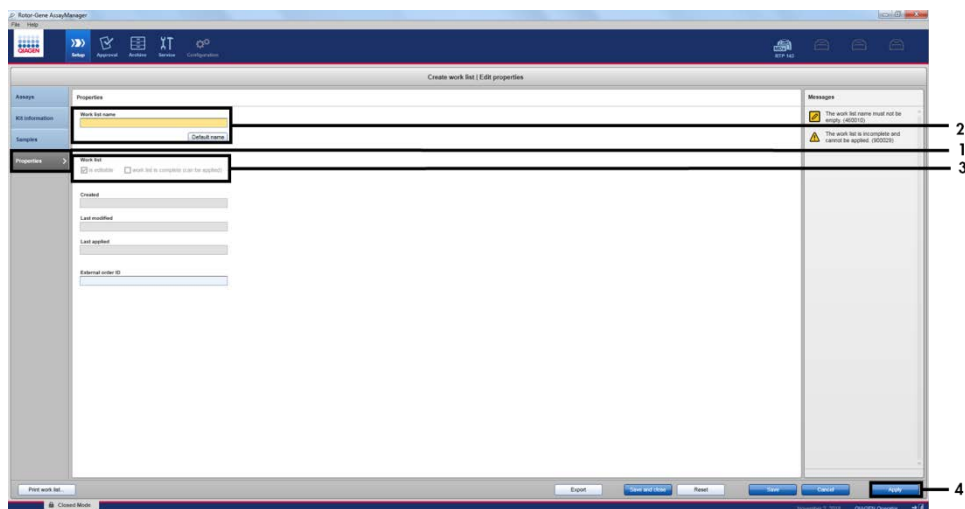 Rotor-Gene AssayManager
File Help
QIAGEN
Setup Approval Archive Service Configuration
Create work list | Edit properties
Assays
Kit Information
Samples
Properties
Properties
Work list name
Default name
Work list
is editable work list is complete (can be applied)
Created
Last modified
Last applied
External order ID
Messages
The work list name must not be
empty. (400010)
The work list is incomplete and
cannot be applied.
2
1
3
4
Print work list...
Export Save and close Reset Save Cancel Apply
Closed Mode
QIAGEN Operator